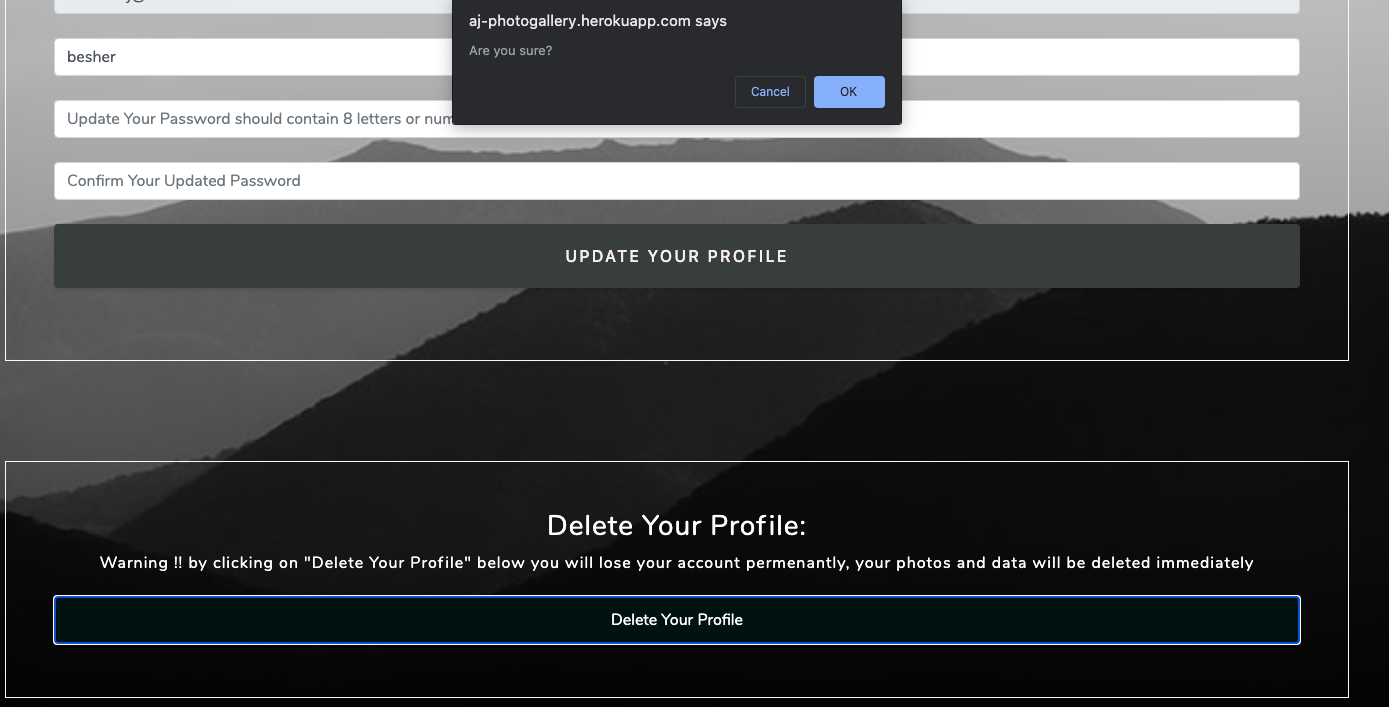 aj-photogallery.herokuapp.com says
Are you sure?
Cancel
OK
besher
Update Your Password should contain 8 letters or num
Confirm Your Updated Password
UPDATE YOUR PROFILE
Delete Your Profile:
Warning !! by clicking on "Delete Your Profile" below you will lose your account permenantly, your photos and data will be deleted immediately
Delete Your Profile